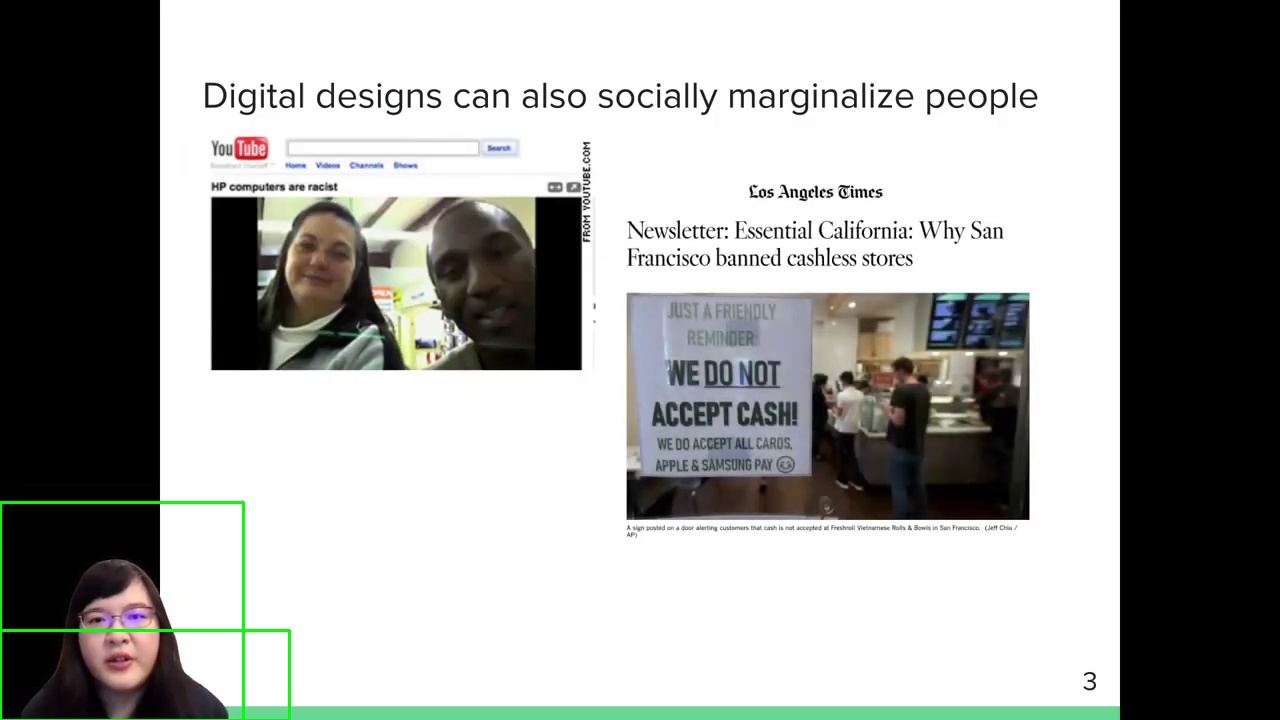 Digital designs can also socially marginalize people
YouTube
Search
Broadcast Yourself™
Home Videos Channels Shows
HP computers are racist
FROM YOUTUBE.COM
Los Angeles Times
Newsletter: Essential California: Why San
Francisco banned cashless stores
JUST A FRIENDLY
REMINDER:
WE DO NOT
ACCEPT CASH!
WE DO ACCEPT ALL CARDS,
APPLE & SAMSUNG PAY
A sign posted on a door alerting customers that cash is not accepted at Freshroll Vietnamese Rolls & Bowls in San Francisco. (Jeff Chiu /
AP)
3